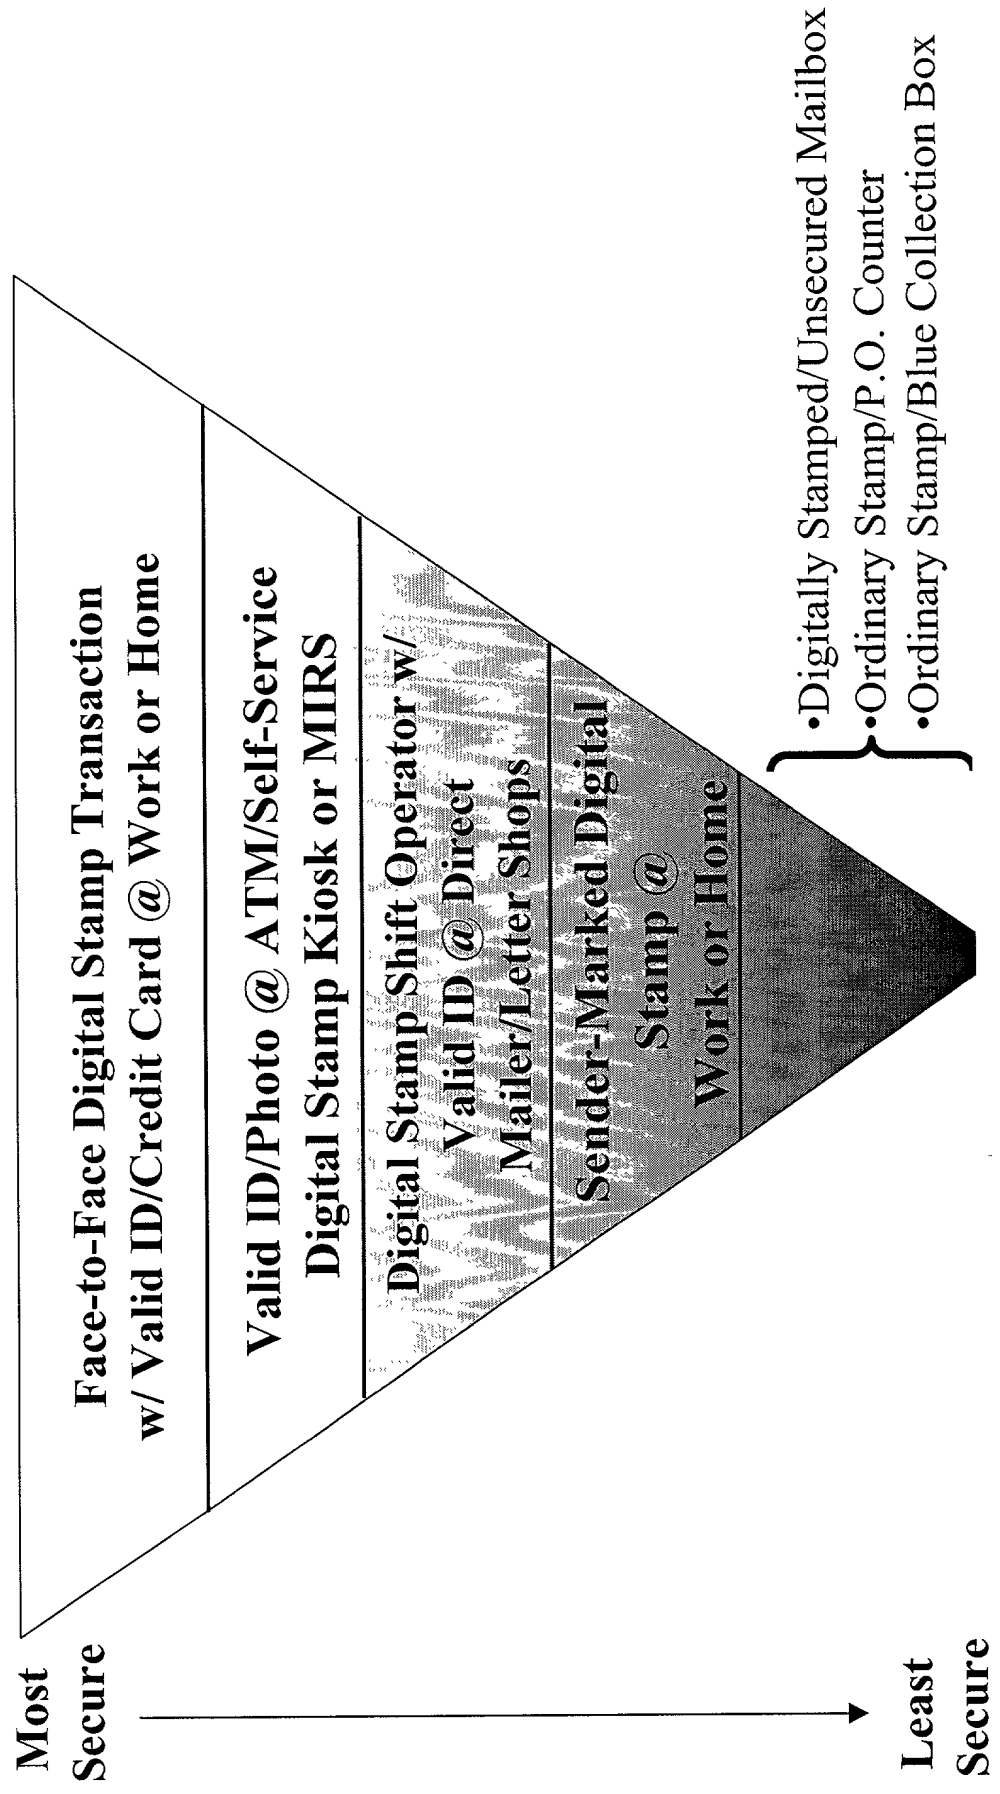 Most
Secure
Face-to-Face Digital Stamp Transaction
w/ Valid ID/Credit Card @ Work or Home
Valid ID/Photo @ ATM/Self-Service
Digital Stamp Kiosk or MIRS
Digital Stamp Shift Operator w/
Valid ID @ Direct
Mailer/Letter Shops
Sender-Marked Digital
Stamp @
Work or Home
•Digitally Stamped/Unsecured Mailbox
•Ordinary Stamp/P.O. Counter
•Ordinary Stamp/Blue Collection Box
Least
Secure